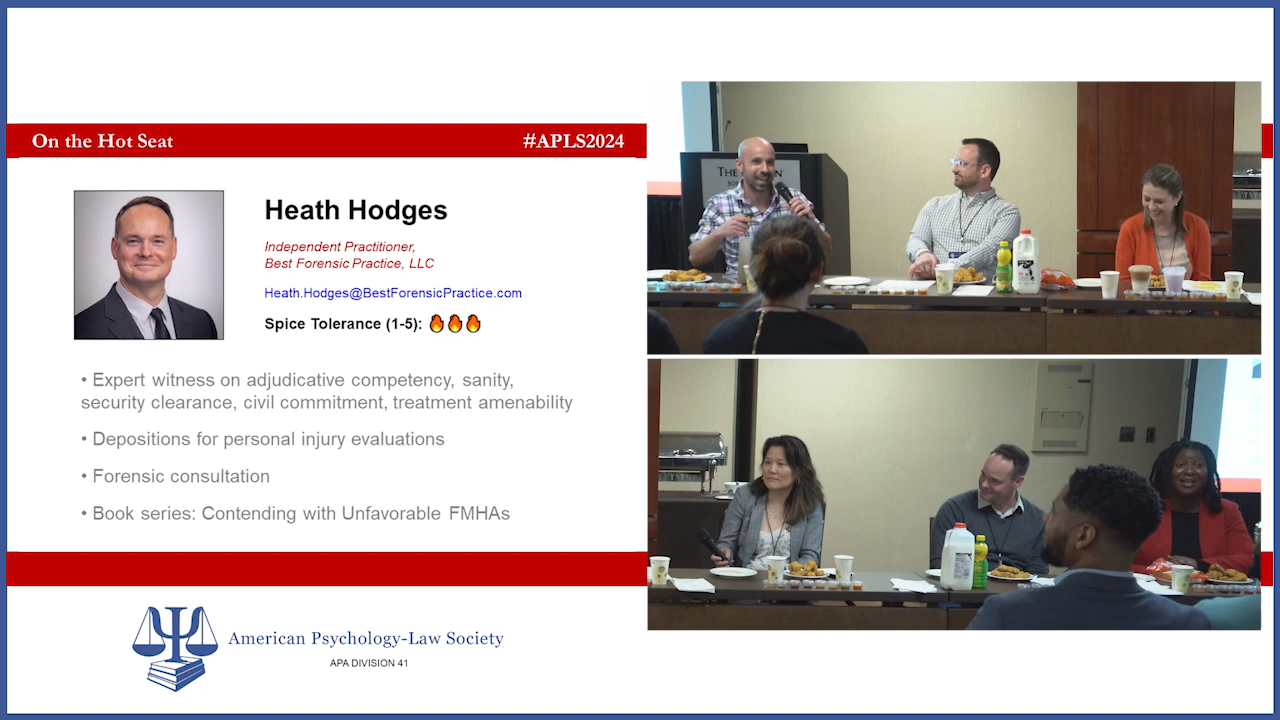 On the Hot Seat
#APLS2024
Heath Hodges
Independent Practitioner,
Best Forensic Practice, LLC
Heath.Hodges@BestForensicPractice.com
Spice Tolerance (1-5): 🔥🔥🔥
• Expert witness on adjudicative competency, sanity,
security clearance, civil commitment, treatment amenability
• Depositions for personal injury evaluations
• Forensic consultation
• Book series: Contending with Unfavorable FMHAs
American Psychology-Law Society
APA DIVISION 41
THE